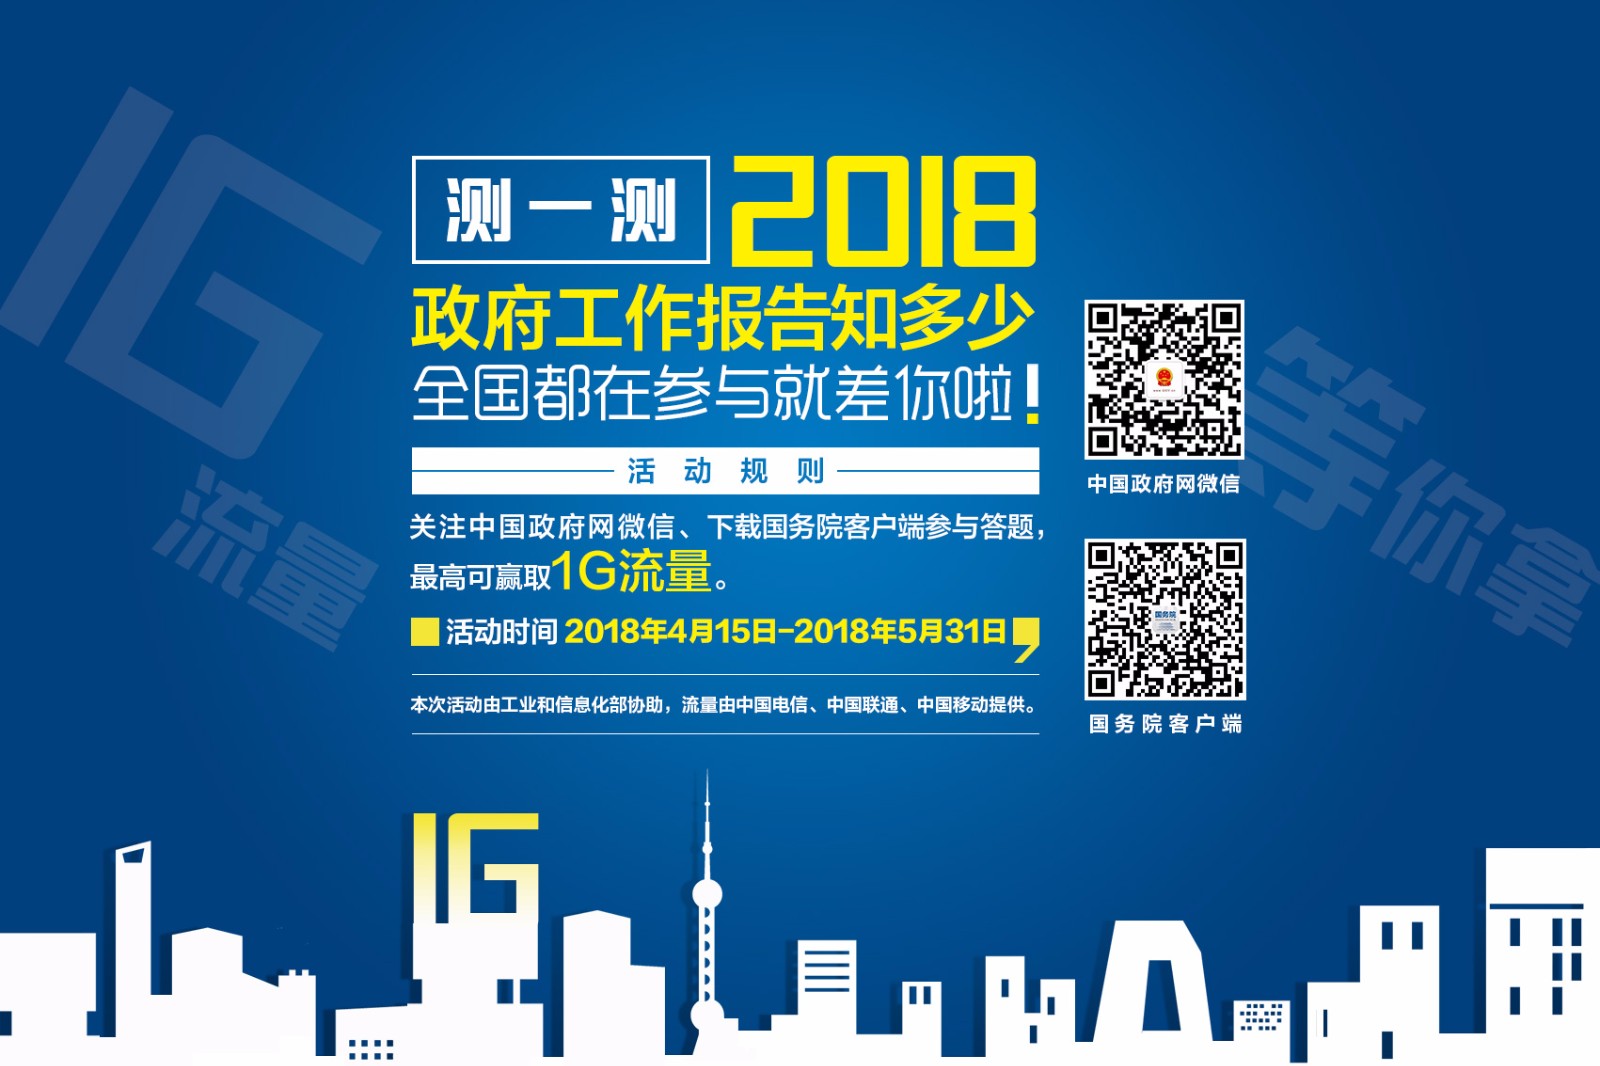 1G
流量
测一测
2018
政府工作报告知多少
全国都在参与就差你啦!
活动规则
关注中国政府网微信、下载国务院客户端参与答题,
最高可赢取1G流量。
活动时间 2018年4月15日-2018年5月31日
本次活动由工业和信息化部协助，流量由中国电信、中国联通、中国移动提供。
中国政府网微信
国务院
国务院客户端
等你拿
1G